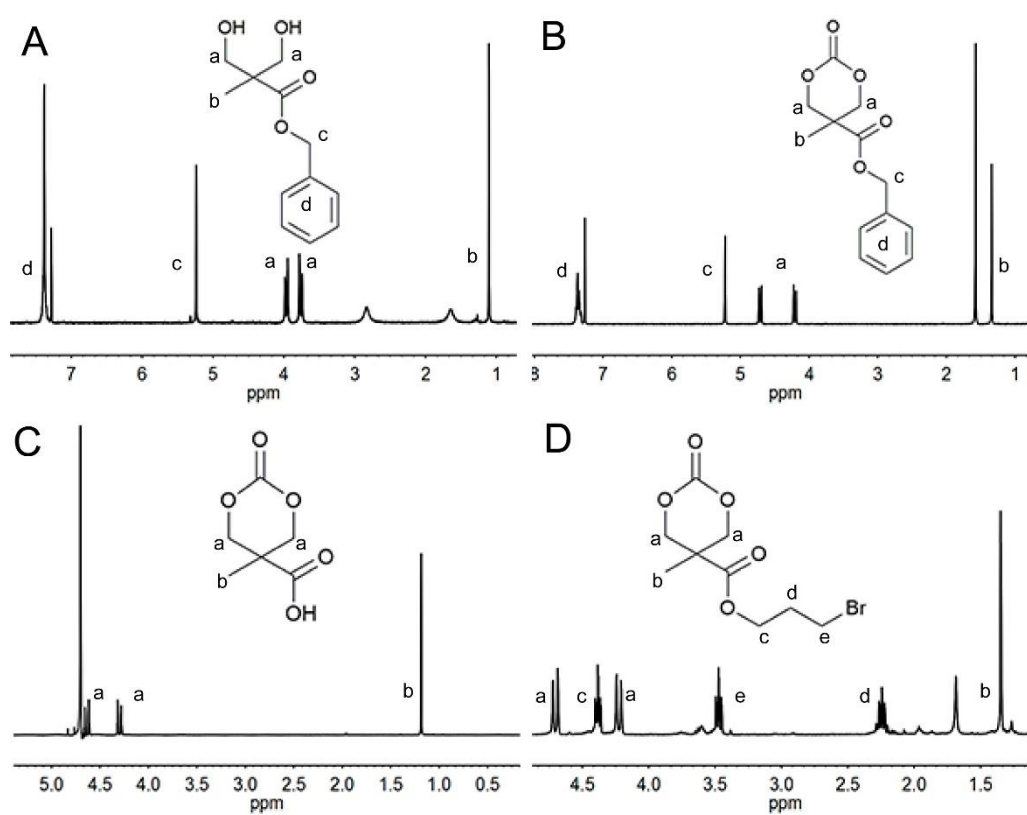 A
OH OH
a a
b
O
O
c
d
d c a a b
7 6 5 4 3 2 1
ppm
B
O
O O
a a
b
O
O
c
d
d c a b
8 7 6 5 4 3 2 1
ppm
C
O
O O
a a
b
O
OH
a a b
5.0 4.5 4.0 3.5 3.0 2.5 2.0 1.5 1.0 0.5
ppm
D
O
O O
a a
b
O
d
O Br
c e
a c a e d b
4.5 4.0 3.5 3.0 2.5 2.0 1.5
ppm